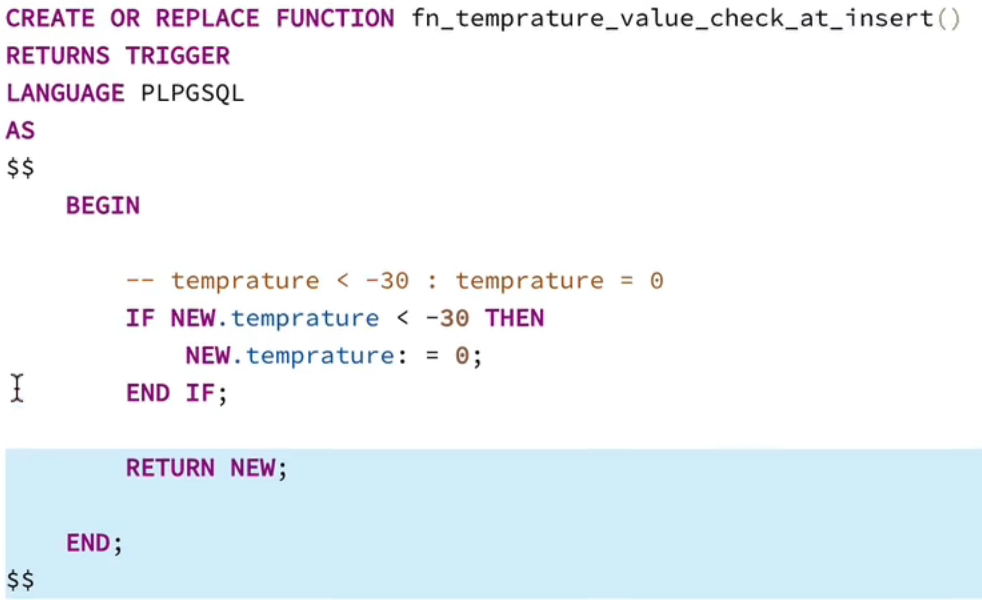 CREATE OR REPLACE FUNCTION fn_temprature_value_check_at_insert()
RETURNS TRIGGER
LANGUAGE PLPGSQL
AS
$$
BEGIN
-- temprature < -30 : temprature = 0
IF NEW.temprature < -30 THEN
NEW.temprature: = 0;
END IF;
RETURN NEW;
END;
$$